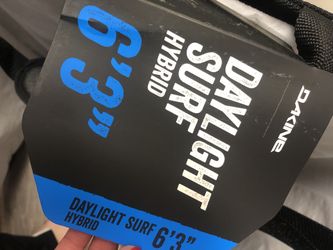 DAKINE
DAYLIGHT
SURF
HYBRID
6'3"
DAYLIGHT SURF
HYBRID
6'3"